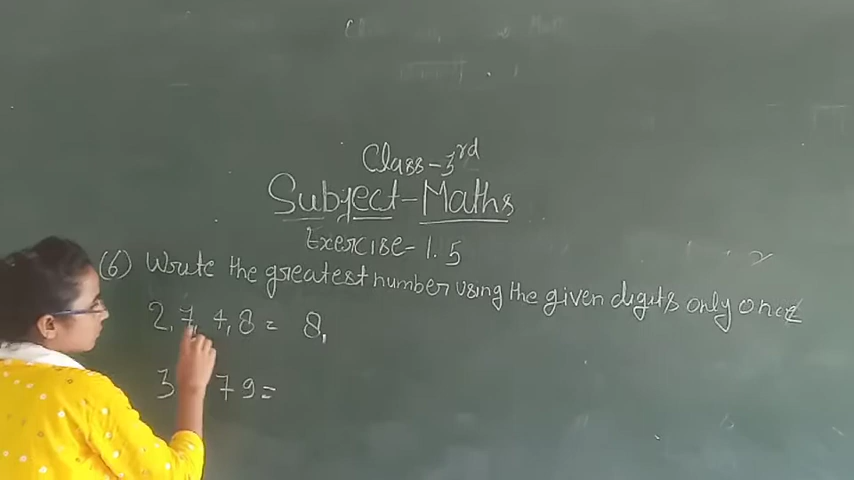 Class-3rd
Subject-Maths
Exercise-1.5
(6) Write the greatest number using the given digits only once
2,7,4,8= 8,
3 79=